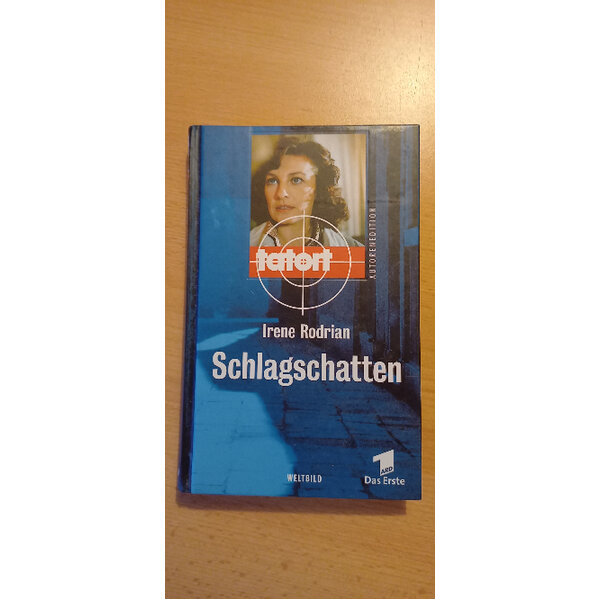 tatort
AUTORENEDITION
Irene Rodrian
Schlagschatten
WELTBILD
1
ARD
Das Erste